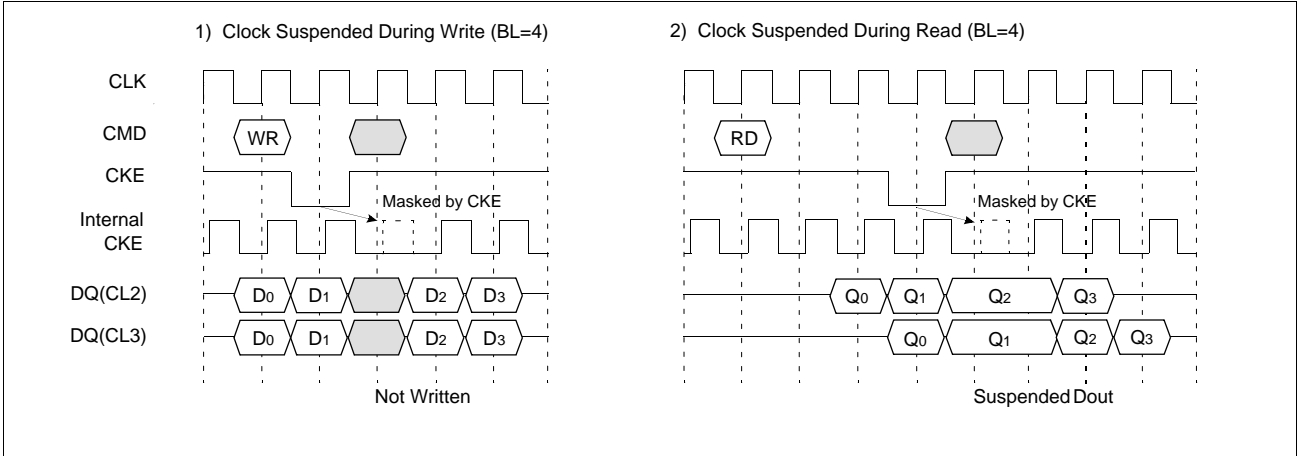 1) Clock Suspended During Write (BL=4)
2) Clock Suspended During Read (BL=4)
CLK
CMD WR RD
CKE
Masked by CKE Masked by CKE
Internal
CKE
DQ(CL2) D0 D1 D2 D3 Q0 Q1 Q2 Q3
DQ(CL3) D0 D1 D2 D3 Q0 Q1 Q2 Q3
Not Written Suspended Dout